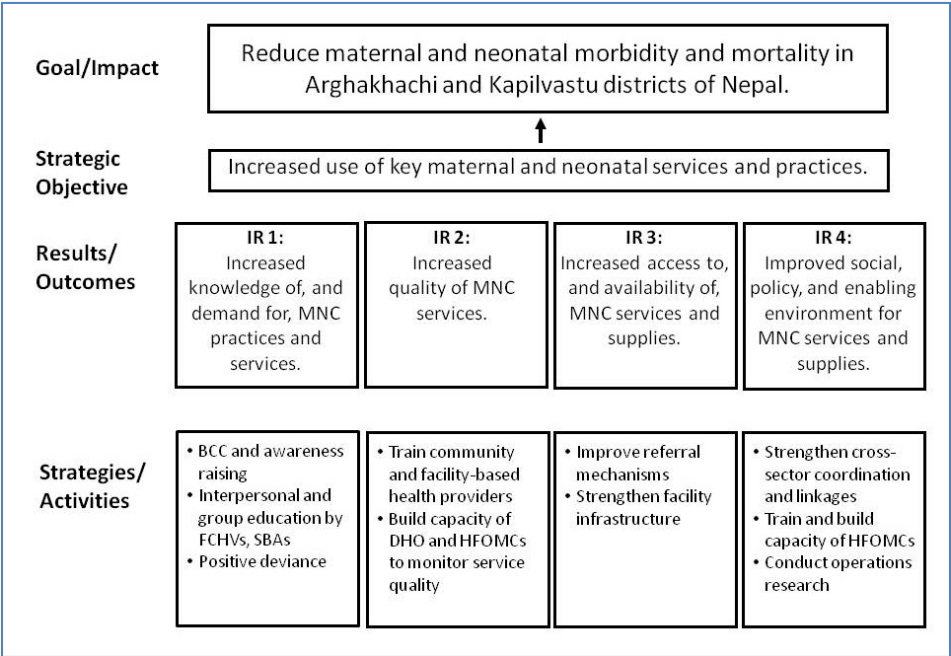 Goal/Impact
Reduce maternal and neonatal morbidity and mortality in
Arghakhachi and Kapilvastu districts of Nepal.
Strategic
Objective
Increased use of key maternal and neonatal services and practices.
Results/
Outcomes
IR 1:
Increased
knowledge of, and
demand for, MNC
practices and
services.
IR 2:
Increased
quality of MNC
services.
IR 3:
Increased access to,
and availability of,
MNC services and
supplies.
IR 4:
Improved social,
policy, and enabling
environment for
MNC services and
supplies.
Strategies/
Activities
• BCC and awareness
raising
• Interpersonal and
group education by
FCHVs, SBAs
• Positive deviance
• Train community
and facility-based
health providers
• Build capacity of
DHO and HFOMCs
to monitor service
quality
• Improve referral
mechanisms
• Strengthen facility
infrastructure
• Strengthen cross-
sector coordination
and linkages
• Train and build
capacity of HFOMCs
• Conduct operations
research